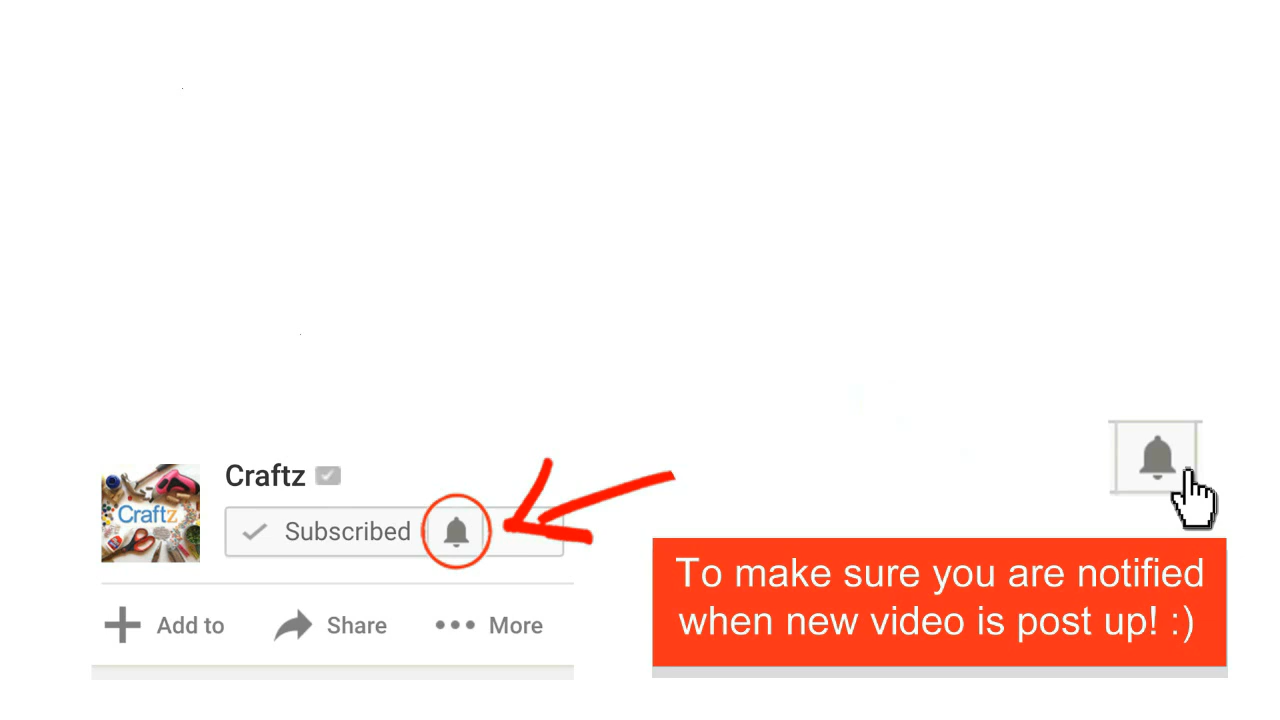 Craftz
Craftz
Subscribed
Add to
Share
More
To make sure you are notified
when new video is post up! :)